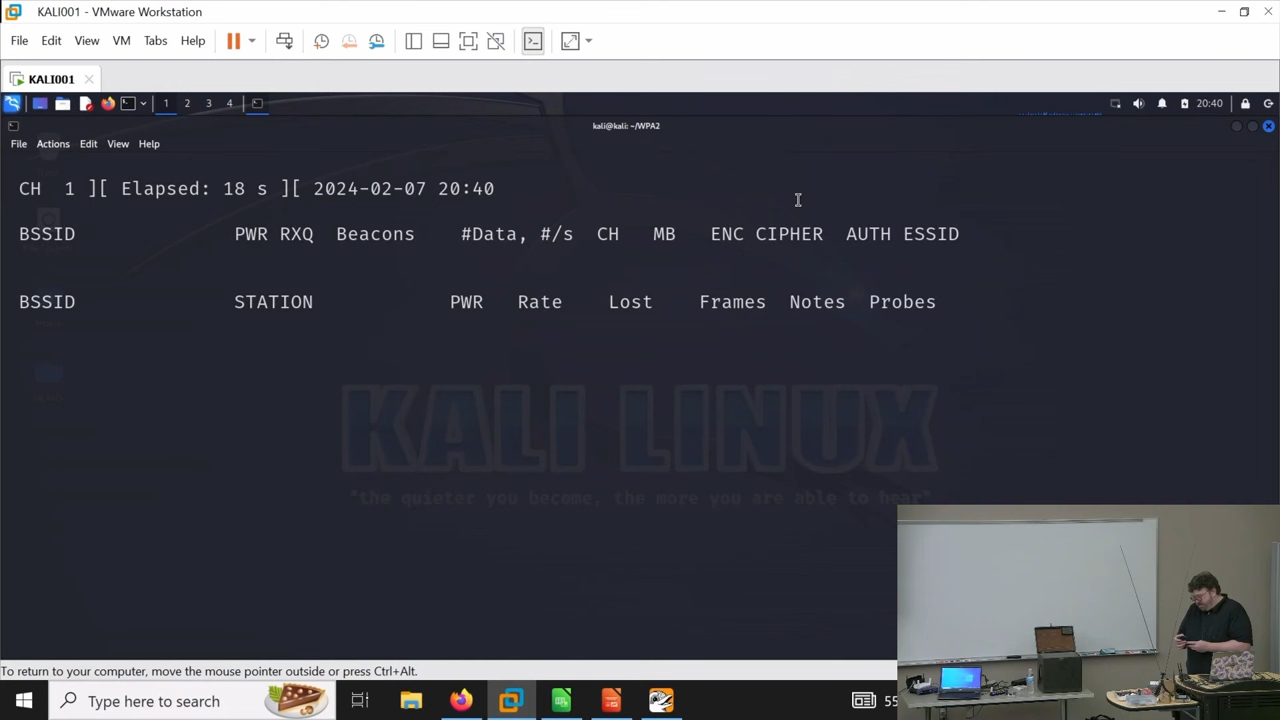 KALI001 - VMware Workstation
File Edit View VM Tabs Help
KALI001
1 2 3 4 20:40
kali@kali: ~/WPA2
File Actions Edit View Help
CH 1 ][ Elapsed: 18 s ][ 2024-02-07 20:40
BSSID PWR RXQ Beacons #Data, #/s CH MB ENC CIPHER AUTH ESSID
BSSID STATION PWR Rate Lost Frames Notes Probes
KALI LINUX
"the quieter you become, the more you are able to hear"
To return to your computer, move the mouse pointer outside or press Ctrl+Alt.
Type here to search